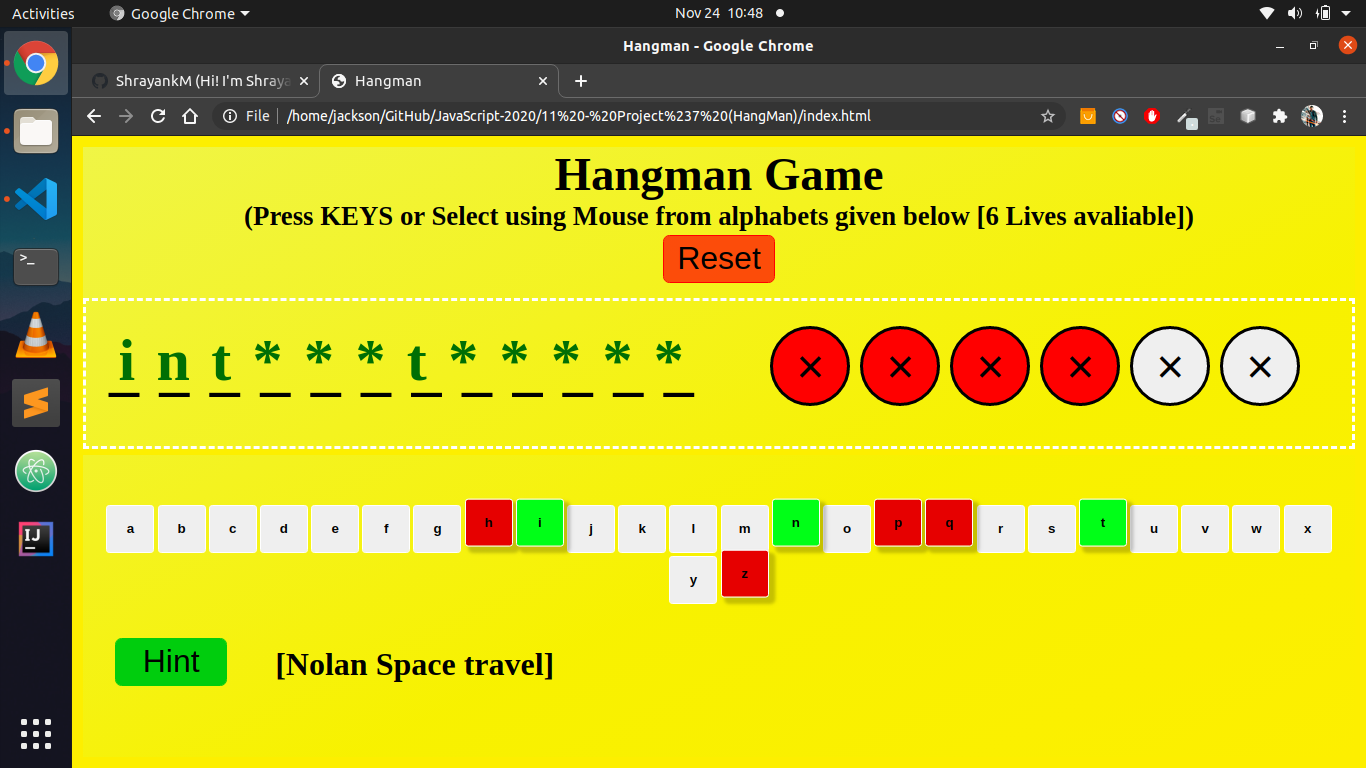 Activities Google Chrome Nov 24 10:48
Hangman - Google Chrome
ShrayankM (Hi! I'm Shraya Hangman
File /home/jackson/GitHub/JavaScript-2020/11%20-%20Project%237%20(HangMan)/index.html
Hangman Game
(Press KEYS or Select using Mouse from alphabets given below [6 Lives avaliable])
Reset
i n t * * * t * * * * * × × × × × ×
a b c d e f g h i j k l m n o p q r s t u v w x
y z
Hint [Nolan Space travel]
>_
IJ